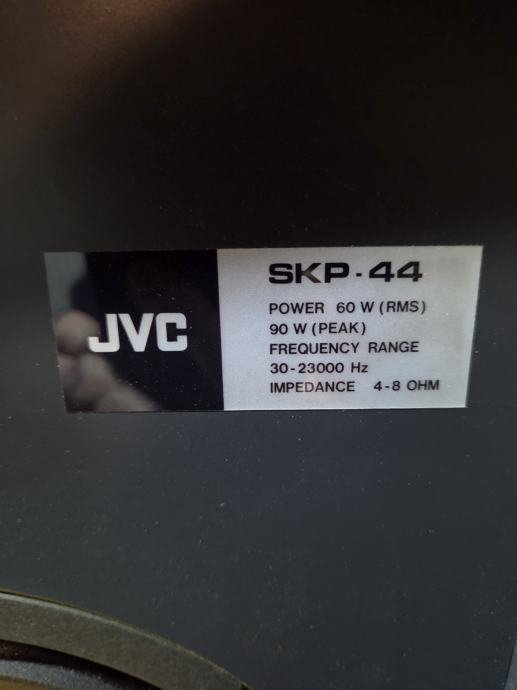 JVC
SKP-44
POWER 60 W (RMS)
90 W (PEAK)
FREQUENCY RANGE
30-23000 Hz
IMPEDANCE 4-8 OHM